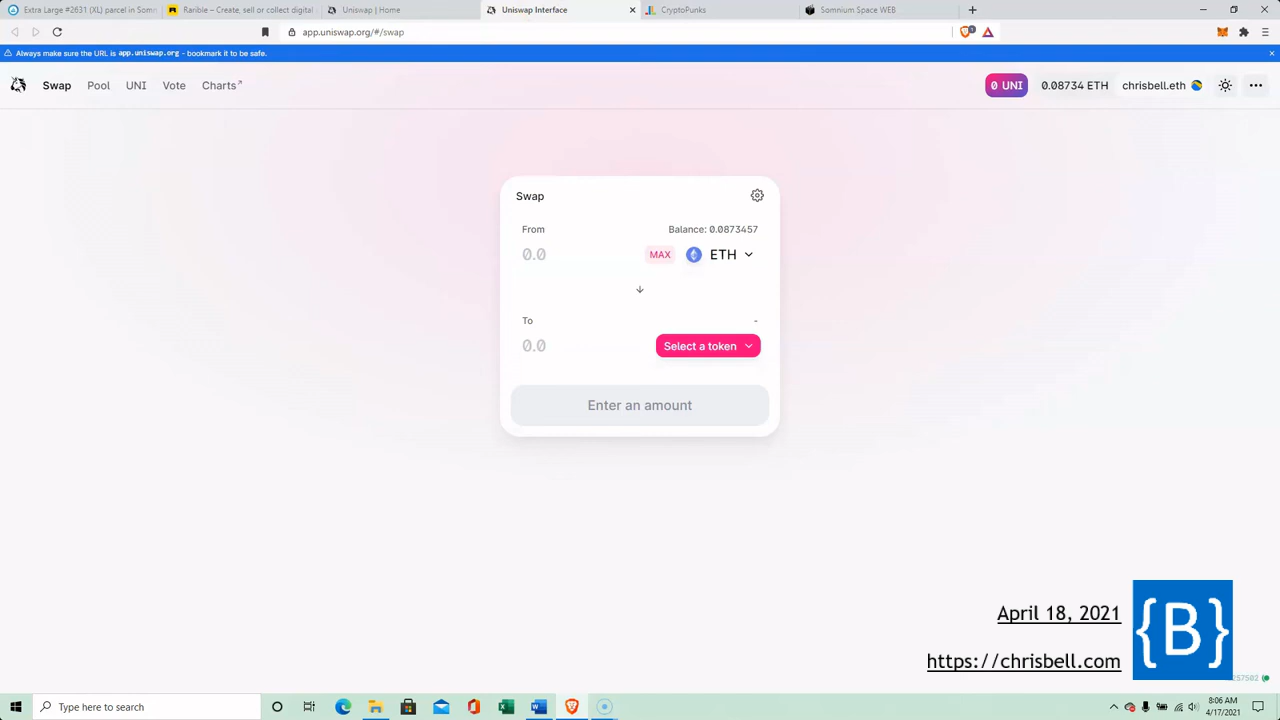 Extra Large #2631 (XL) parcel in Somn
Rarible – Create, sell or collect digital
Uniswap | Home
Uniswap Interface
CryptoPunks
Somnium Space WEB
app.uniswap.org/#/swap
Always make sure the URL is app.uniswap.org - bookmark it to be safe.
Swap Pool UNI Vote Charts↗ 0 UNI 0.08734 ETH chrisbell.eth
Swap
From Balance: 0.0873457
0.0 MAX ETH
To -
0.0 Select a token
Enter an amount
April 18, 2021
{B}
https://chrisbell.com
Type here to search
8:06 AM
4/17/2021